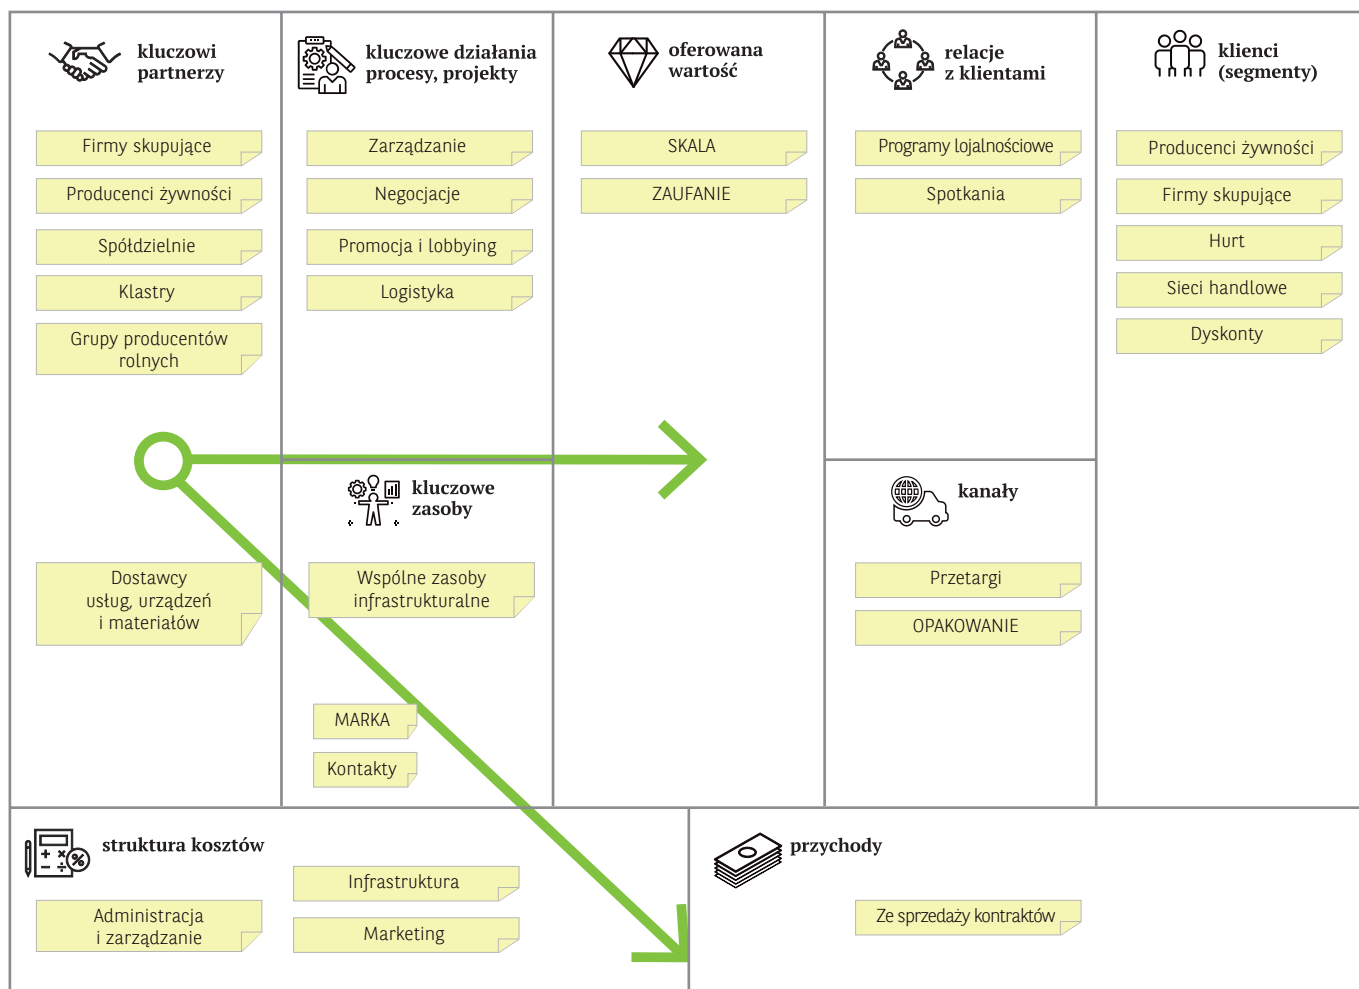 kluczowi
partnerzy
Firmy skupujące
Producenci żywności
Spółdzielnie
Klastry
Grupy producentów
rolnych
Dostawcy
usług, urządzeń
i materiałów
kluczowe działania
procesy, projekty
Zarządzanie
Negocjacje
Promocja i lobbying
Logistyka
kluczowe
zasoby
Wspólne zasoby
infrastrukturalne
MARKA
Kontakty
oferowana
wartość
SKALA
ZAUFANIE
relacje
z klientami
Programy lojalnościowe
Spotkania
kanały
Przetargi
OPAKOWANIE
klienci
(segmenty)
Producenci żywności
Firmy skupujące
Hurt
Sieci handlowe
Dyskonty
struktura kosztów
Administracja
i zarządzanie
Infrastruktura
Marketing
przychody
Ze sprzedaży kontraktów